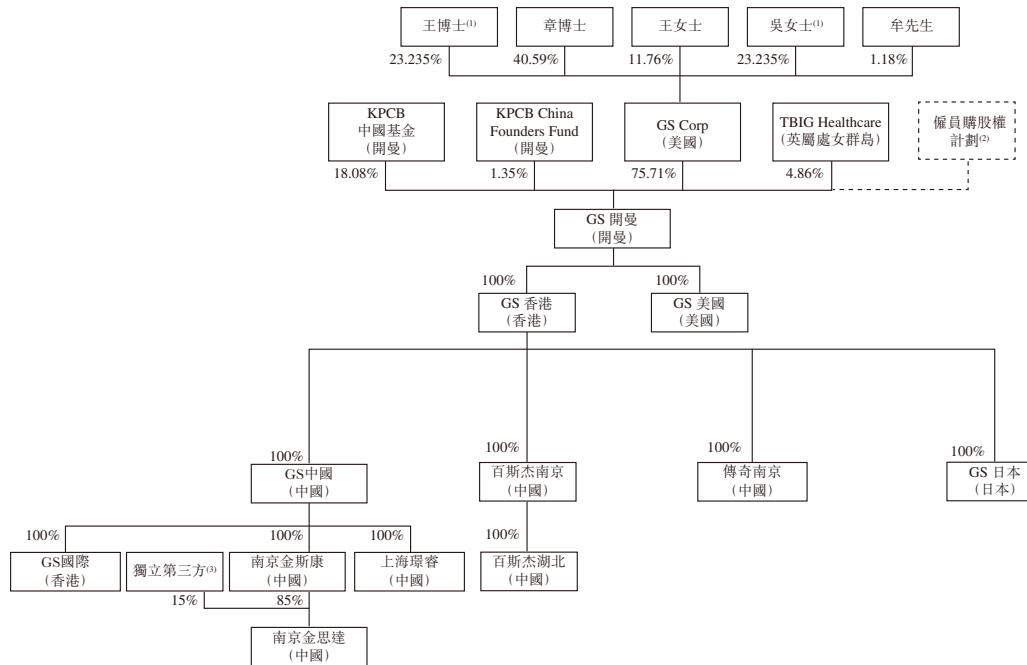 王博士(1)
章博士
王女士
吳女士(1)
牟先生
23.235%
40.59%
11.76%
23.235%
1.18%
KPCB
中國基金
(開曼)
KPCB China
Founders Fund
(開曼)
GS Corp
(美國)
TBIG Healthcare
(英屬處女群島)
僱員購股權
計劃(2)
18.08%
1.35%
75.71%
4.86%
GS 開曼
(開曼)
100%
100%
GS 香港
(香港)
GS 美國
(美國)
100%
100%
100%
100%
GS中國
(中國)
百斯杰南京
(中國)
傳奇南京
(中國)
GS 日本
(日本)
100%
100%
100%
100%
GS國際
(香港)
獨立第三方(3)
南京金斯康
(中國)
上海璟睿
(中國)
百斯杰湖北
(中國)
15%
85%
南京金思達
(中國)